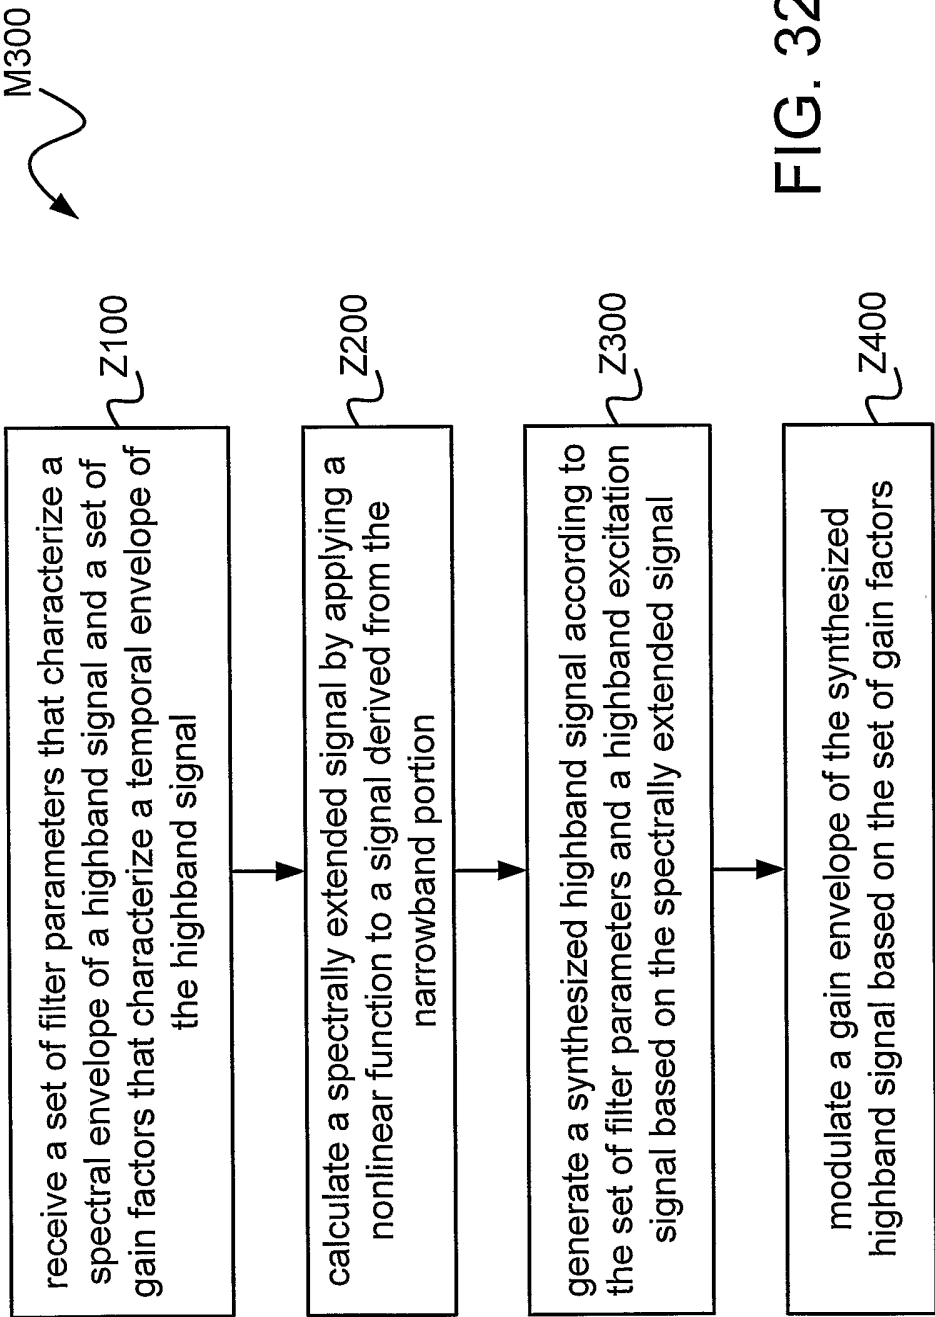 M300
Z100
receive a set of filter parameters that characterize a
spectral envelope of a highband signal and a set of
gain factors that characterize a temporal envelope of
the highband signal
Z200
calculate a spectrally extended signal by applying a
nonlinear function to a signal derived from the
narrowband portion
Z300
generate a synthesized highband signal according to
the set of filter parameters and a highband excitation
signal based on the spectrally extended signal
Z400
modulate a gain envelope of the synthesized
highband signal based on the set of gain factors
FIG. 32